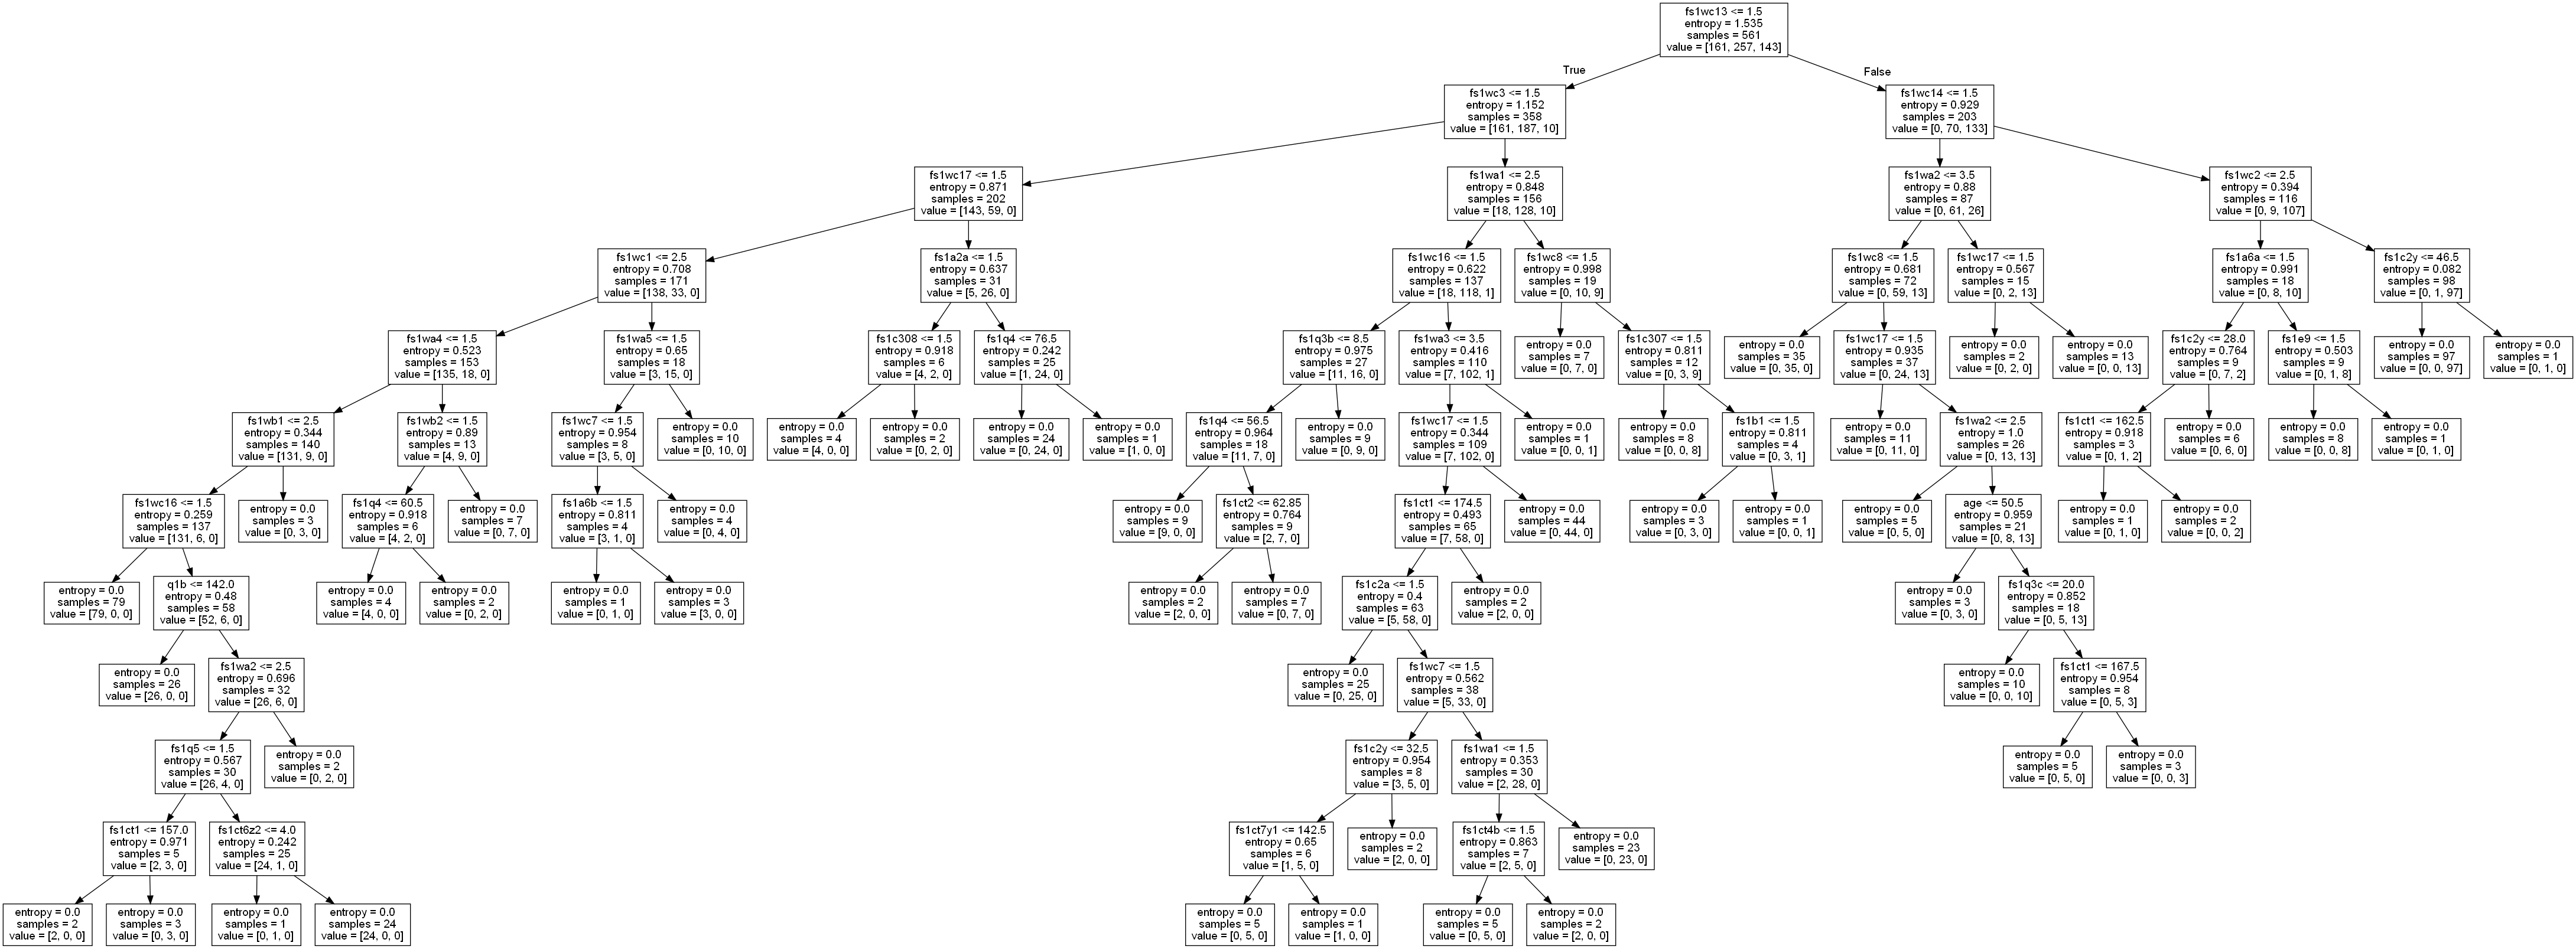 fs1wc13 <= 1.5
entropy = 1.535
samples = 561
value = [161, 257, 143]
True
False
fs1wc3 <= 1.5
entropy = 1.152
samples = 358
value = [161, 187, 10]
fs1wc14 <= 1.5
entropy = 0.929
samples = 203
value = [0, 70, 133]
fs1wc17 <= 1.5
entropy = 0.871
samples = 202
value = [143, 59, 0]
fs1wa1 <= 2.5
entropy = 0.848
samples = 156
value = [18, 128, 10]
fs1wa2 <= 3.5
entropy = 0.88
samples = 87
value = [0, 61, 26]
fs1wc2 <= 2.5
entropy = 0.394
samples = 116
value = [0, 9, 107]
fs1wc1 <= 2.5
entropy = 0.708
samples = 171
value = [138, 33, 0]
fs1a2a <= 1.5
entropy = 0.637
samples = 31
value = [5, 26, 0]
fs1wc16 <= 1.5
entropy = 0.622
samples = 137
value = [18, 118, 1]
fs1wc8 <= 1.5
entropy = 0.998
samples = 19
value = [0, 10, 9]
fs1wc8 <= 1.5
entropy = 0.681
samples = 72
value = [0, 59, 13]
fs1wc17 <= 1.5
entropy = 0.567
samples = 15
value = [0, 2, 13]
fs1a6a <= 1.5
entropy = 0.991
samples = 18
value = [0, 8, 10]
fs1c2y <= 46.5
entropy = 0.082
samples = 98
value = [0, 1, 97]
fs1wa4 <= 1.5
entropy = 0.523
samples = 153
value = [135, 18, 0]
fs1wa5 <= 1.5
entropy = 0.65
samples = 18
value = [3, 15, 0]
fs1c308 <= 1.5
entropy = 0.918
samples = 6
value = [4, 2, 0]
fs1q4 <= 76.5
entropy = 0.242
samples = 25
value = [1, 24, 0]
fs1q3b <= 8.5
entropy = 0.975
samples = 27
value = [11, 16, 0]
fs1wa3 <= 3.5
entropy = 0.416
samples = 110
value = [7, 102, 1]
entropy = 0.0
samples = 7
value = [0, 7, 0]
fs1c307 <= 1.5
entropy = 0.811
samples = 12
value = [0, 3, 9]
entropy = 0.0
samples = 35
value = [0, 35, 0]
fs1wc17 <= 1.5
entropy = 0.935
samples = 37
value = [0, 24, 13]
entropy = 0.0
samples = 2
value = [0, 2, 0]
entropy = 0.0
samples = 13
value = [0, 0, 13]
fs1c2y <= 28.0
entropy = 0.764
samples = 9
value = [0, 7, 2]
fs1e9 <= 1.5
entropy = 0.503
samples = 9
value = [0, 1, 8]
entropy = 0.0
samples = 97
value = [0, 0, 97]
entropy = 0.0
samples = 1
value = [0, 1, 0]
fs1wb1 <= 2.5
entropy = 0.344
samples = 140
value = [131, 9, 0]
fs1wb2 <= 1.5
entropy = 0.89
samples = 13
value = [4, 9, 0]
fs1wc7 <= 1.5
entropy = 0.954
samples = 8
value = [3, 5, 0]
entropy = 0.0
samples = 10
value = [0, 10, 0]
entropy = 0.0
samples = 4
value = [4, 0, 0]
entropy = 0.0
samples = 2
value = [0, 2, 0]
entropy = 0.0
samples = 24
value = [0, 24, 0]
entropy = 0.0
samples = 1
value = [1, 0, 0]
fs1q4 <= 56.5
entropy = 0.964
samples = 18
value = [11, 7, 0]
entropy = 0.0
samples = 9
value = [0, 9, 0]
fs1wc17 <= 1.5
entropy = 0.344
samples = 109
value = [7, 102, 0]
entropy = 0.0
samples = 1
value = [0, 0, 1]
entropy = 0.0
samples = 8
value = [0, 0, 8]
fs1b1 <= 1.5
entropy = 0.811
samples = 4
value = [0, 3, 1]
entropy = 0.0
samples = 11
value = [0, 11, 0]
fs1wa2 <= 2.5
entropy = 1.0
samples = 26
value = [0, 13, 13]
fs1ct1 <= 162.5
entropy = 0.918
samples = 3
value = [0, 1, 2]
entropy = 0.0
samples = 6
value = [0, 6, 0]
entropy = 0.0
samples = 8
value = [0, 0, 8]
entropy = 0.0
samples = 1
value = [0, 1, 0]
fs1wc16 <= 1.5
entropy = 0.259
samples = 137
value = [131, 6, 0]
entropy = 0.0
samples = 3
value = [0, 3, 0]
fs1q4 <= 60.5
entropy = 0.918
samples = 6
value = [4, 2, 0]
entropy = 0.0
samples = 7
value = [0, 7, 0]
fs1a6b <= 1.5
entropy = 0.811
samples = 4
value = [3, 1, 0]
entropy = 0.0
samples = 4
value = [0, 4, 0]
entropy = 0.0
samples = 9
value = [9, 0, 0]
fs1ct2 <= 62.85
entropy = 0.764
samples = 9
value = [2, 7, 0]
fs1ct1 <= 174.5
entropy = 0.493
samples = 65
value = [7, 58, 0]
entropy = 0.0
samples = 44
value = [0, 44, 0]
entropy = 0.0
samples = 3
value = [0, 3, 0]
entropy = 0.0
samples = 1
value = [0, 0, 1]
entropy = 0.0
samples = 5
value = [0, 5, 0]
age <= 50.5
entropy = 0.959
samples = 21
value = [0, 8, 13]
entropy = 0.0
samples = 1
value = [0, 1, 0]
entropy = 0.0
samples = 2
value = [0, 0, 2]
entropy = 0.0
samples = 79
value = [79, 0, 0]
q1b <= 142.0
entropy = 0.48
samples = 58
value = [52, 6, 0]
entropy = 0.0
samples = 4
value = [4, 0, 0]
entropy = 0.0
samples = 2
value = [0, 2, 0]
entropy = 0.0
samples = 1
value = [0, 1, 0]
entropy = 0.0
samples = 3
value = [3, 0, 0]
entropy = 0.0
samples = 2
value = [2, 0, 0]
entropy = 0.0
samples = 7
value = [0, 7, 0]
fs1c2a <= 1.5
entropy = 0.4
samples = 63
value = [5, 58, 0]
entropy = 0.0
samples = 2
value = [2, 0, 0]
entropy = 0.0
samples = 3
value = [0, 3, 0]
fs1q3c <= 20.0
entropy = 0.852
samples = 18
value = [0, 5, 13]
entropy = 0.0
samples = 26
value = [26, 0, 0]
fs1wa2 <= 2.5
entropy = 0.696
samples = 32
value = [26, 6, 0]
entropy = 0.0
samples = 25
value = [0, 25, 0]
fs1wc7 <= 1.5
entropy = 0.562
samples = 38
value = [5, 33, 0]
entropy = 0.0
samples = 10
value = [0, 0, 10]
fs1ct1 <= 167.5
entropy = 0.954
samples = 8
value = [0, 5, 3]
fs1q5 <= 1.5
entropy = 0.567
samples = 30
value = [26, 4, 0]
entropy = 0.0
samples = 2
value = [0, 2, 0]
fs1c2y <= 32.5
entropy = 0.954
samples = 8
value = [3, 5, 0]
fs1wa1 <= 1.5
entropy = 0.353
samples = 30
value = [2, 28, 0]
entropy = 0.0
samples = 5
value = [0, 5, 0]
entropy = 0.0
samples = 3
value = [0, 0, 3]
fs1ct1 <= 157.0
entropy = 0.971
samples = 5
value = [2, 3, 0]
fs1ct6z2 <= 4.0
entropy = 0.242
samples = 25
value = [24, 1, 0]
fs1ct7y1 <= 142.5
entropy = 0.65
samples = 6
value = [1, 5, 0]
entropy = 0.0
samples = 2
value = [2, 0, 0]
fs1ct4b <= 1.5
entropy = 0.863
samples = 7
value = [2, 5, 0]
entropy = 0.0
samples = 23
value = [0, 23, 0]
entropy = 0.0
samples = 2
value = [2, 0, 0]
entropy = 0.0
samples = 3
value = [0, 3, 0]
entropy = 0.0
samples = 1
value = [0, 1, 0]
entropy = 0.0
samples = 24
value = [24, 0, 0]
entropy = 0.0
samples = 5
value = [0, 5, 0]
entropy = 0.0
samples = 1
value = [1, 0, 0]
entropy = 0.0
samples = 5
value = [0, 5, 0]
entropy = 0.0
samples = 2
value = [2, 0, 0]